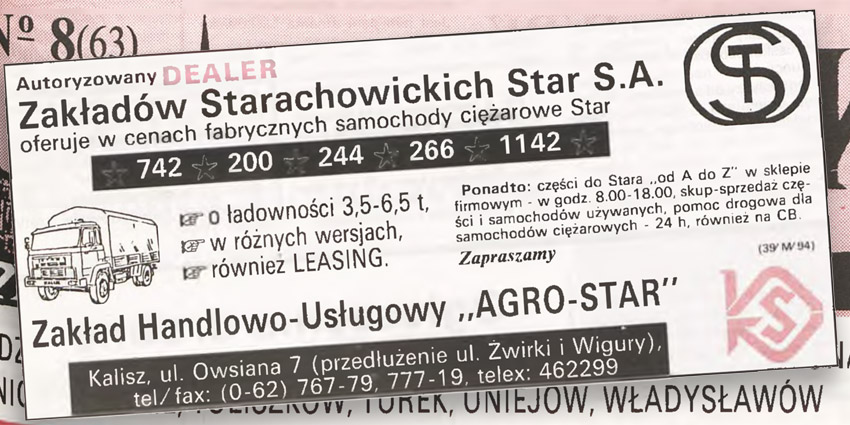 Nº 8(63)
Autoryzowany DEALER
Zakładów Starachowickich Star S.A.
oferuje w cenach fabrycznych samochody ciężarowe Star
742 200 244 266 1142
☞ o ładowności 3,5-6,5 t,
☞ w różnych wersjach,
☞ również LEASING.
Ponadto: części do Stara „od A do Z" w sklepie
firmowym - w godz. 8.00-18.00, skup-sprzedaż czę-
ści i samochodów używanych, pomoc drogowa dla
samochodów ciężarowych - 24 h, również na CB.
Zapraszamy
(39/M/94)
Zakład Handlowo-Usługowy „AGRO-STAR"
Kalisz, ul. Owsiana 7 (przedłużenie ul. Żwirki i Wigury),
tel/fax: (0-62) 767-79, 777-19, telex: 462299
TUREK, UNIEJÓW, WŁADYSŁAWÓW